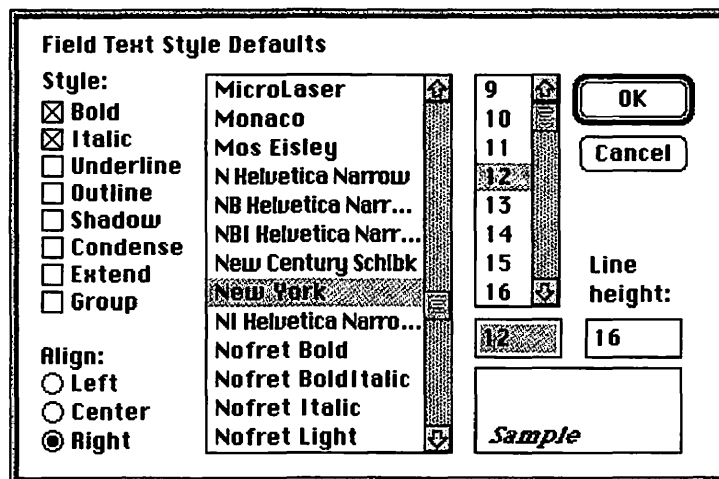 Field Text Style Defaults
Style:
Bold
Italic
Underline
Outline
Shadow
Condense
Extend
Group
Align:
Left
Center
Right
MicroLaser
Monaco
Mos Eisley
N Helvetica Narrow
NB Helvetica Narr...
NBI Helvetica Narr...
New Century Schlbk
New York
NI Helvetica Narro...
Nofret Bold
Nofret BoldItalic
Nofret Italic
Nofret Light
9
10
11
12
13
14
15
16
12
OK
Cancel
Line
height:
16
Sample